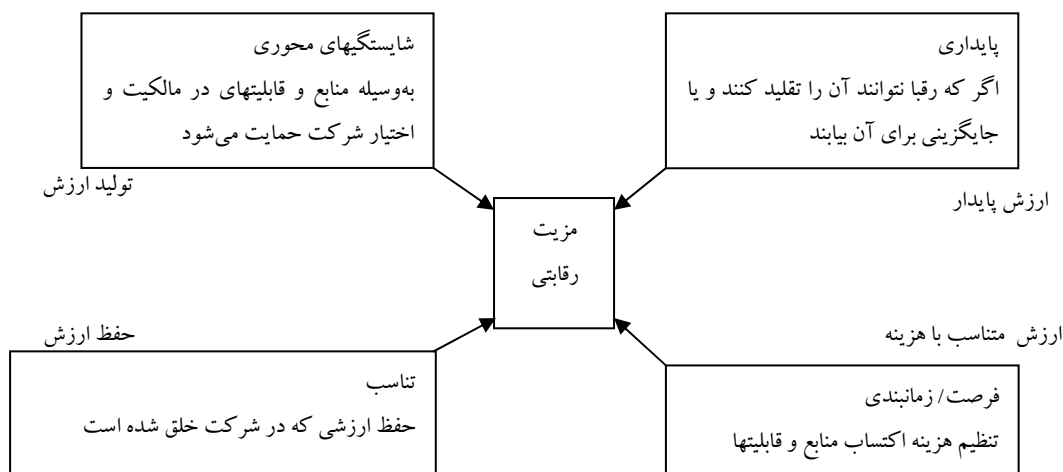 پایداری
اگر که رقبا نتوانند آن را تقلید کنند و یا
جایگزینی برای آن بیابند
ارزش پایدار
شایستگیهای محوری
به‌وسیله منابع و قابلیتهای در مالکیت و
اختیار شرکت حمایت می‌شود
تولید ارزش
مزیت
رقابتی
ارزش متناسب با هزینه
فرصت/ زمانبندی
تنظیم هزینه اکتساب منابع و قابلیتها
حفظ ارزش
تناسب
حفظ ارزشی که در شرکت خلق شده است